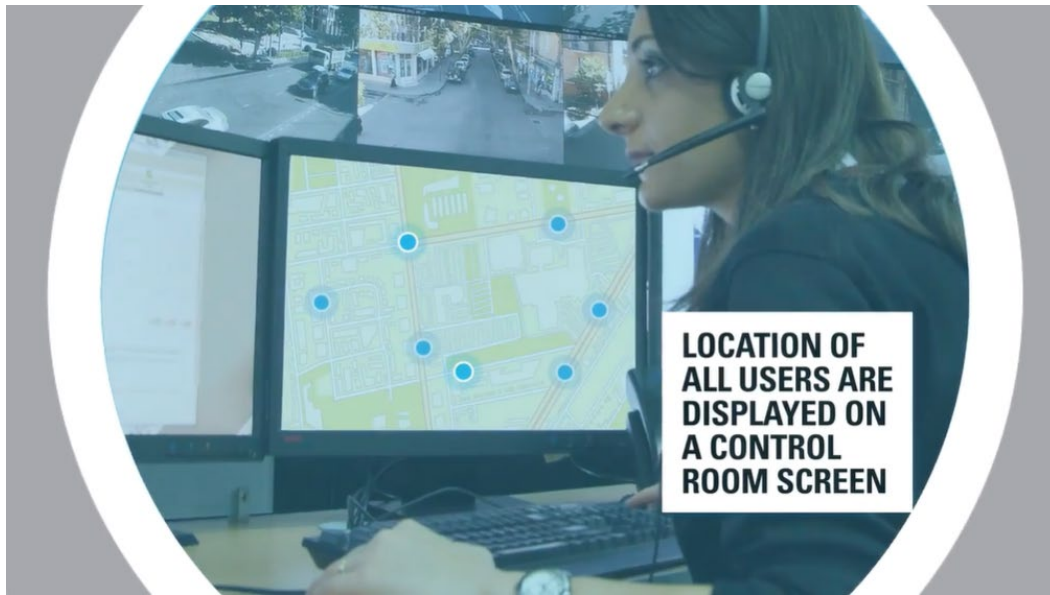 LOCATION OF
ALL USERS ARE
DISPLAYED ON
A CONTROL
ROOM SCREEN